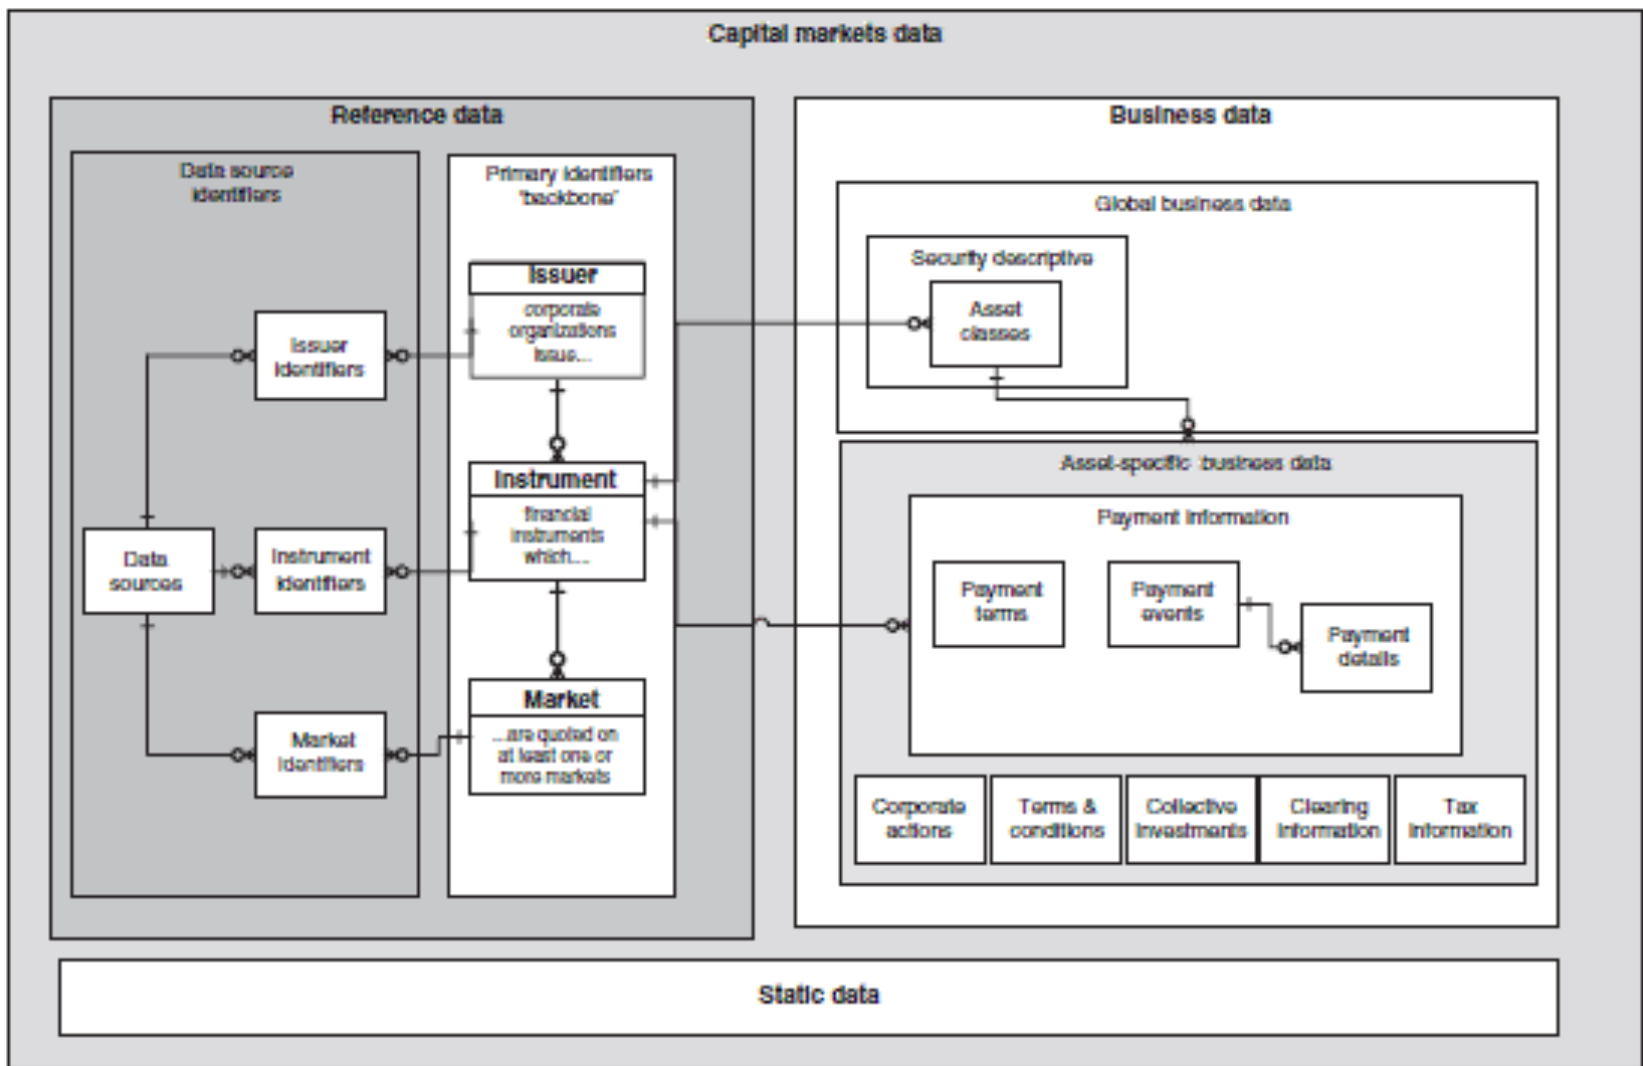 Capital markets data
Reference data
Data source
identifiers
Issuer
identifiers
Data
sources
Instrument
identifiers
Market
identifiers
Primary identifiers
"backbone"
Issuer
corporate
organizations
issue...
Instrument
financial
instruments
which....
Market
...are quoted on
at least one or
more markets
Business data
Global business data
Security descriptive
Asset
classes
Asset-specific business data
Payment information
Payment
terms
Payment
events
Payment
details
Corporate
actions
Terms &
conditions
Collective
investments
Clearing
information
Tax
information
Static data